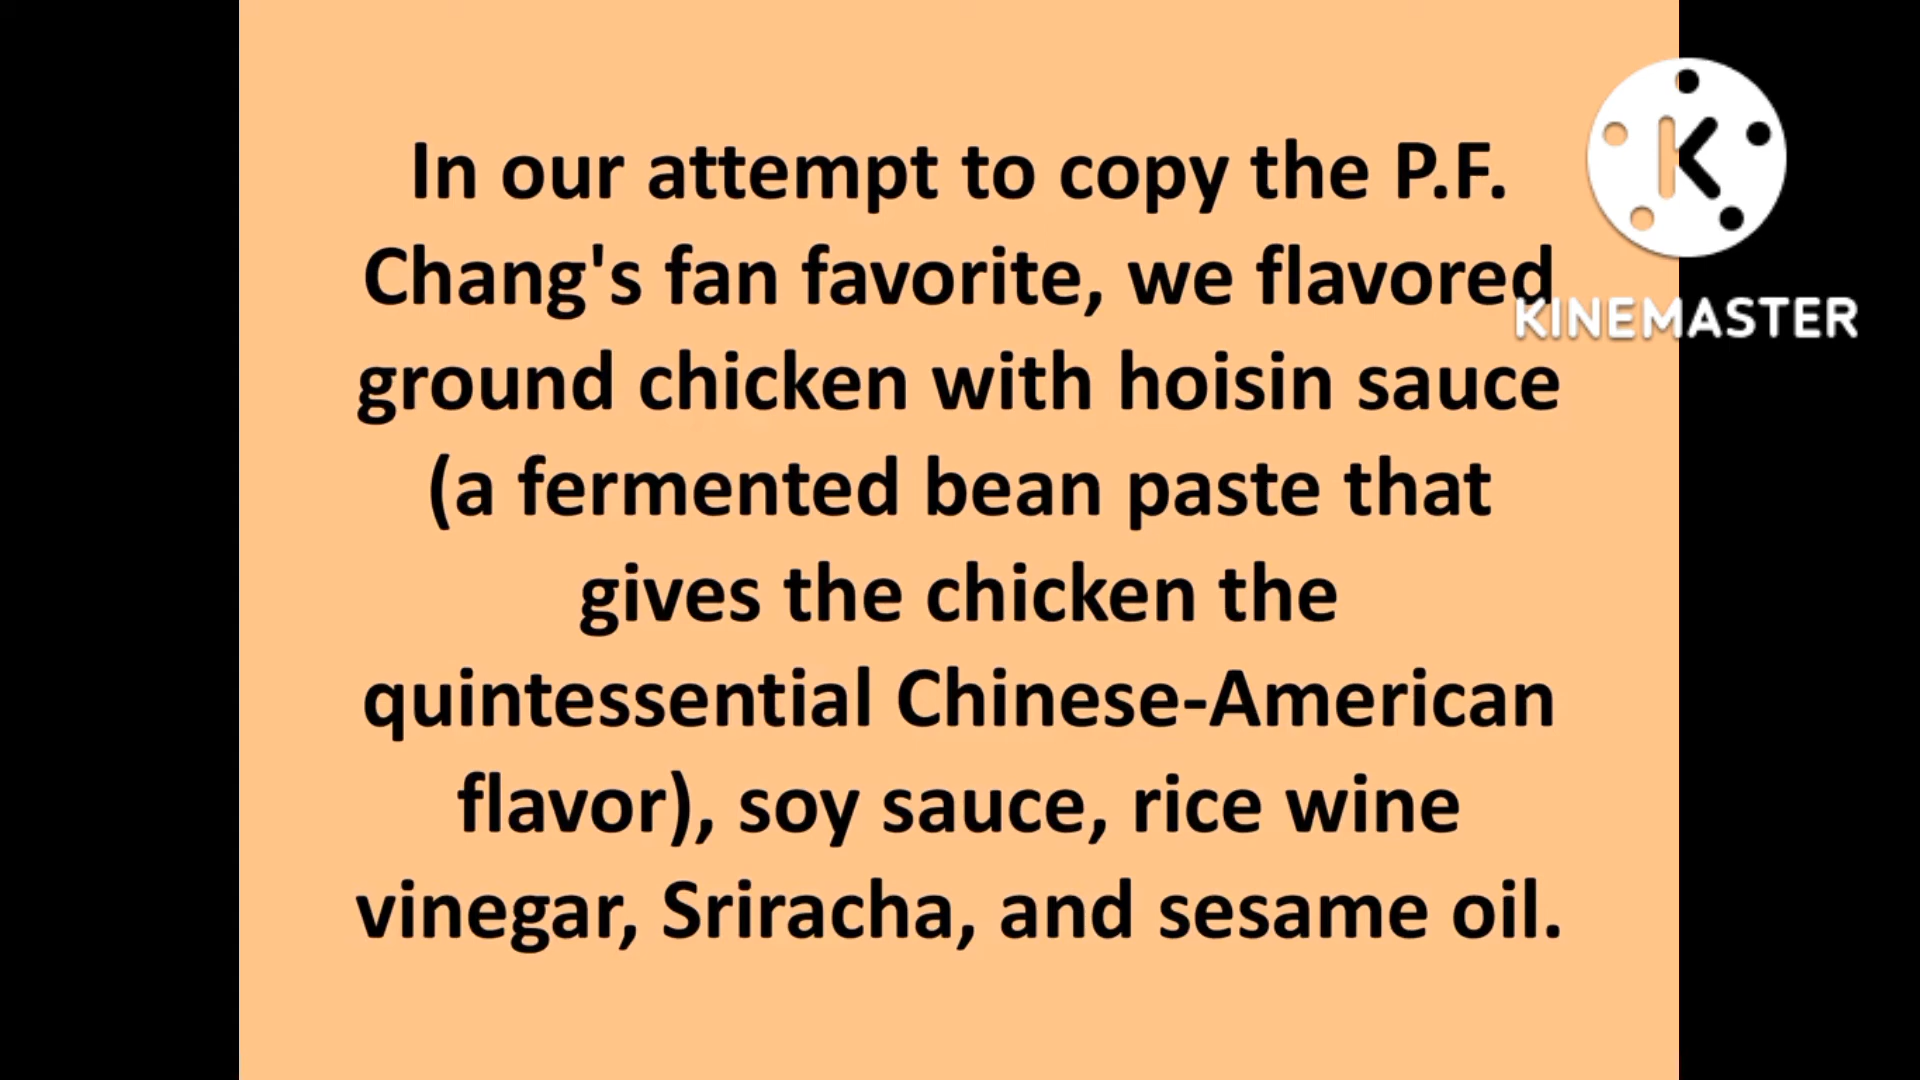 In our attempt to copy the P.F.
Chang's fan favorite, we flavored
ground chicken with hoisin sauce
(a fermented bean paste that
gives the chicken the
quintessential Chinese-American
flavor), soy sauce, rice wine
vinegar, Sriracha, and sesame oil.
K
KINEMASTER